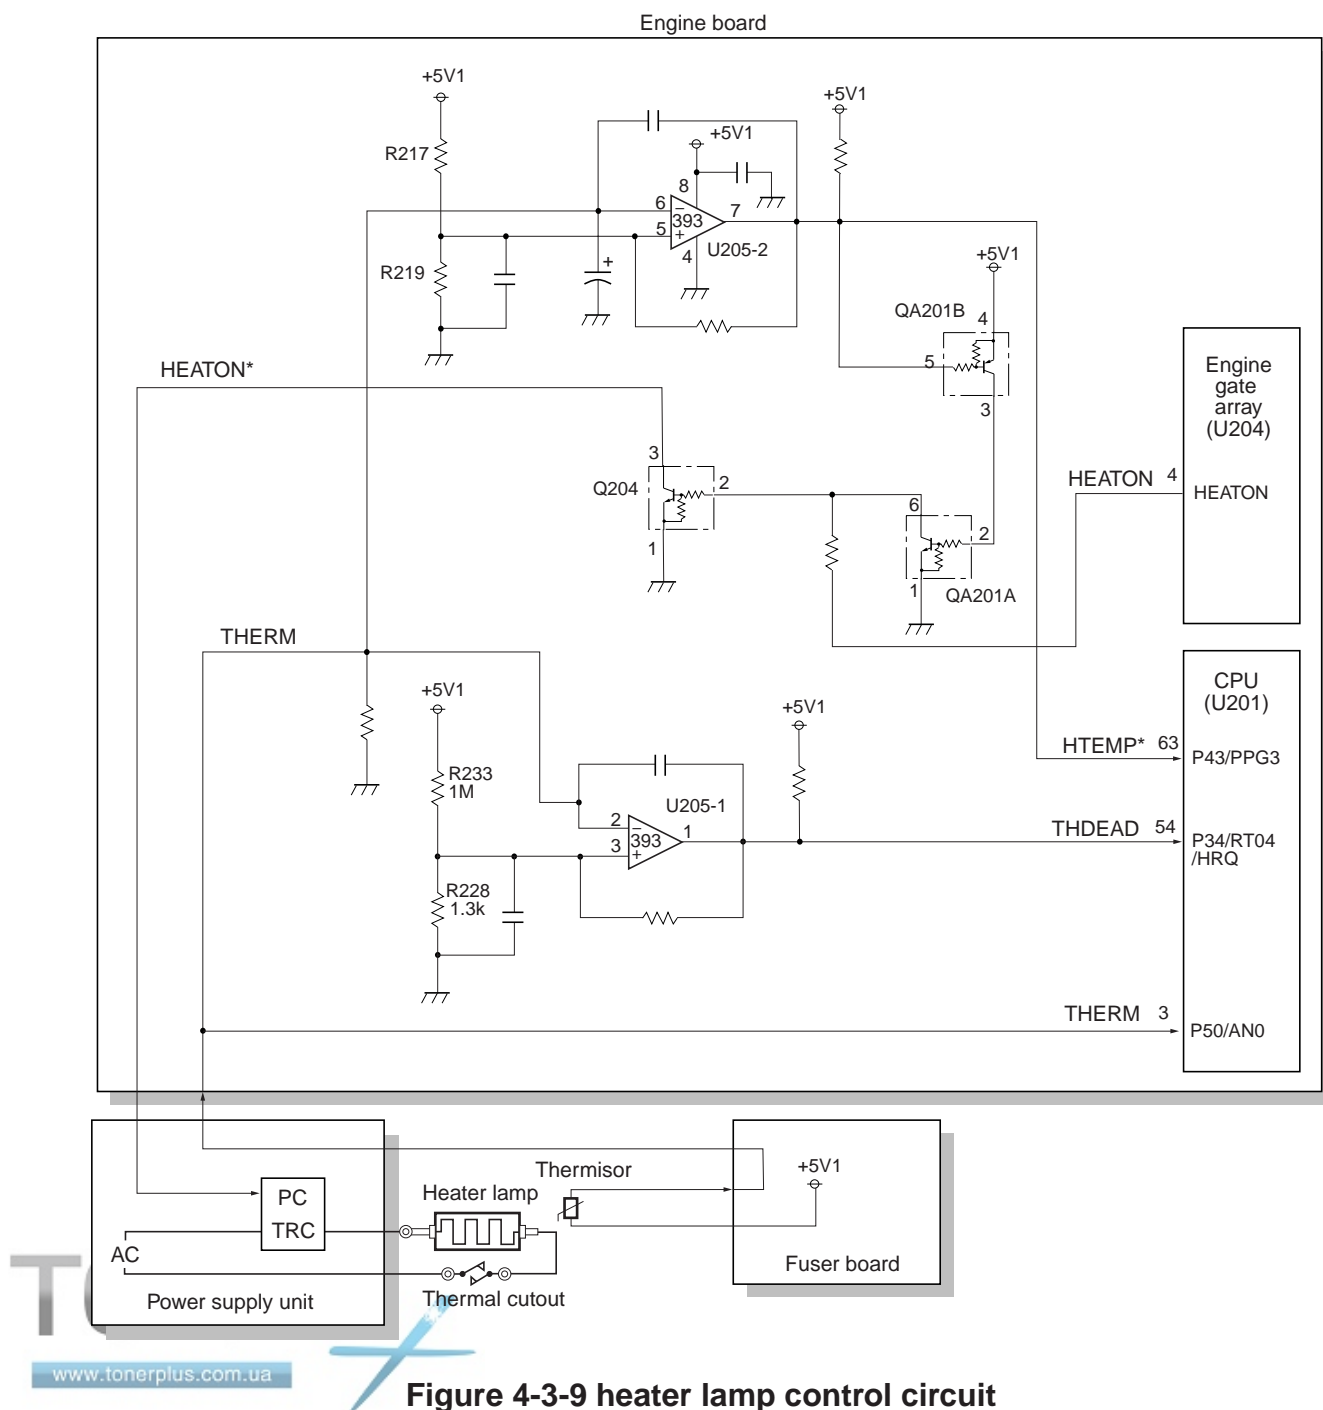 Engine board
+5V1
+5V1
+5V1
R217
8
6
−
7
393
5
+
U205-2
4
R219
+
+5V1
QA201B
4
5
3
HEATON*
Engine
gate
array
(U204)
3
Q204
2
1
HEATON
4
HEATON
6
2
1
QA201A
THERM
+5V1
+5V1
CPU
(U201)
HTEMP*
63
P43/PPG3
R233
1M
U205-1
2
−
1
393
3
+
THDEAD
54
P34/RT04
/HRQ
R228
1.3k
THERM
3
P50/AN0
PC
TRC
AC
Power supply unit
Heater lamp
Thermal cutout
Thermisor
+5V1
Fuser board
www.tonerplus.com.ua
Figure 4-3-9 heater lamp control circuit